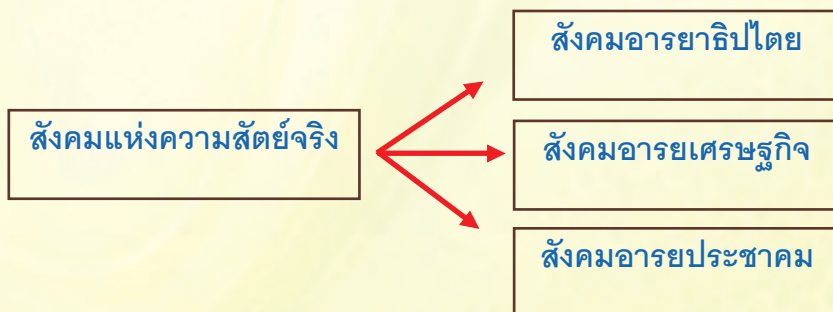 สังคมแห่งความสัตย์จริง
สังคมอารยาธิปไตย
สังคมอารยเศรษฐกิจ
สังคมอารยประชาคม